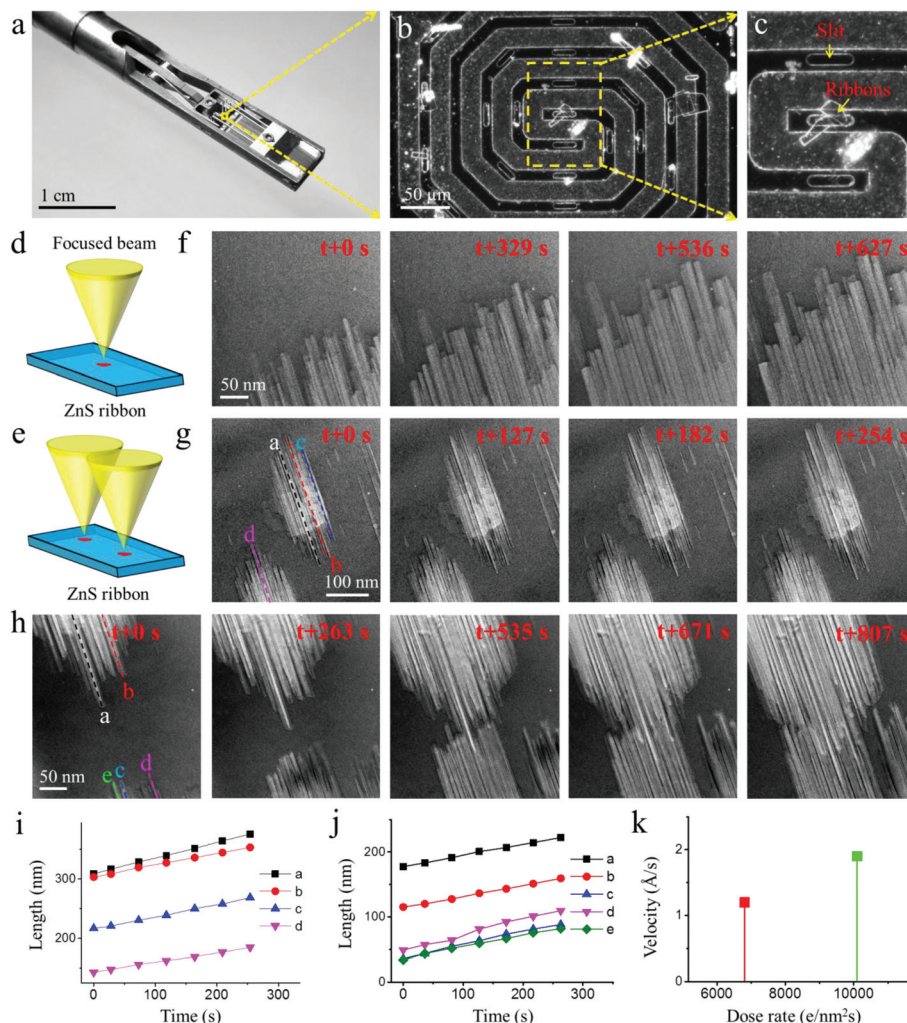 a
1 cm
b
50 μm
c
Slit
Ribbons
d
Focused beam
ZnS ribbon
e
ZnS ribbon
f
t+0 s
t+329 s
t+536 s
t+627 s
50 nm
g
t+0 s
t+127 s
t+182 s
t+254 s
a
c
b
d
100 nm
h
t+0 s
t+263 s
t+535 s
t+671 s
t+807 s
a
b
e c d
50 nm
i
Length (nm)
300
150
0 100 200 300
Time (s)
a
b
c
d
j
Length (nm)
200
100
0
0 100 200 300
Time (s)
a
b
c
d
e
k
Velocity (Å/s)
2
1
0
6000 8000 10000
Dose rate (e/nm²s)